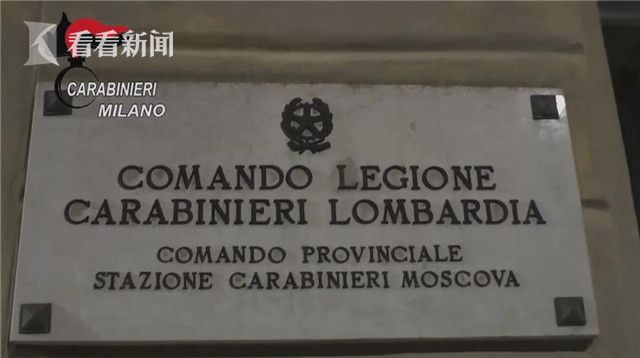 看看新闻
CARABINIERI
MILANO
COMANDO LEGIONE
CARABINIERI LOMBARDIA
COMANDO PROVINCIALE
STAZIONE CARABINIERI MOSCOVA